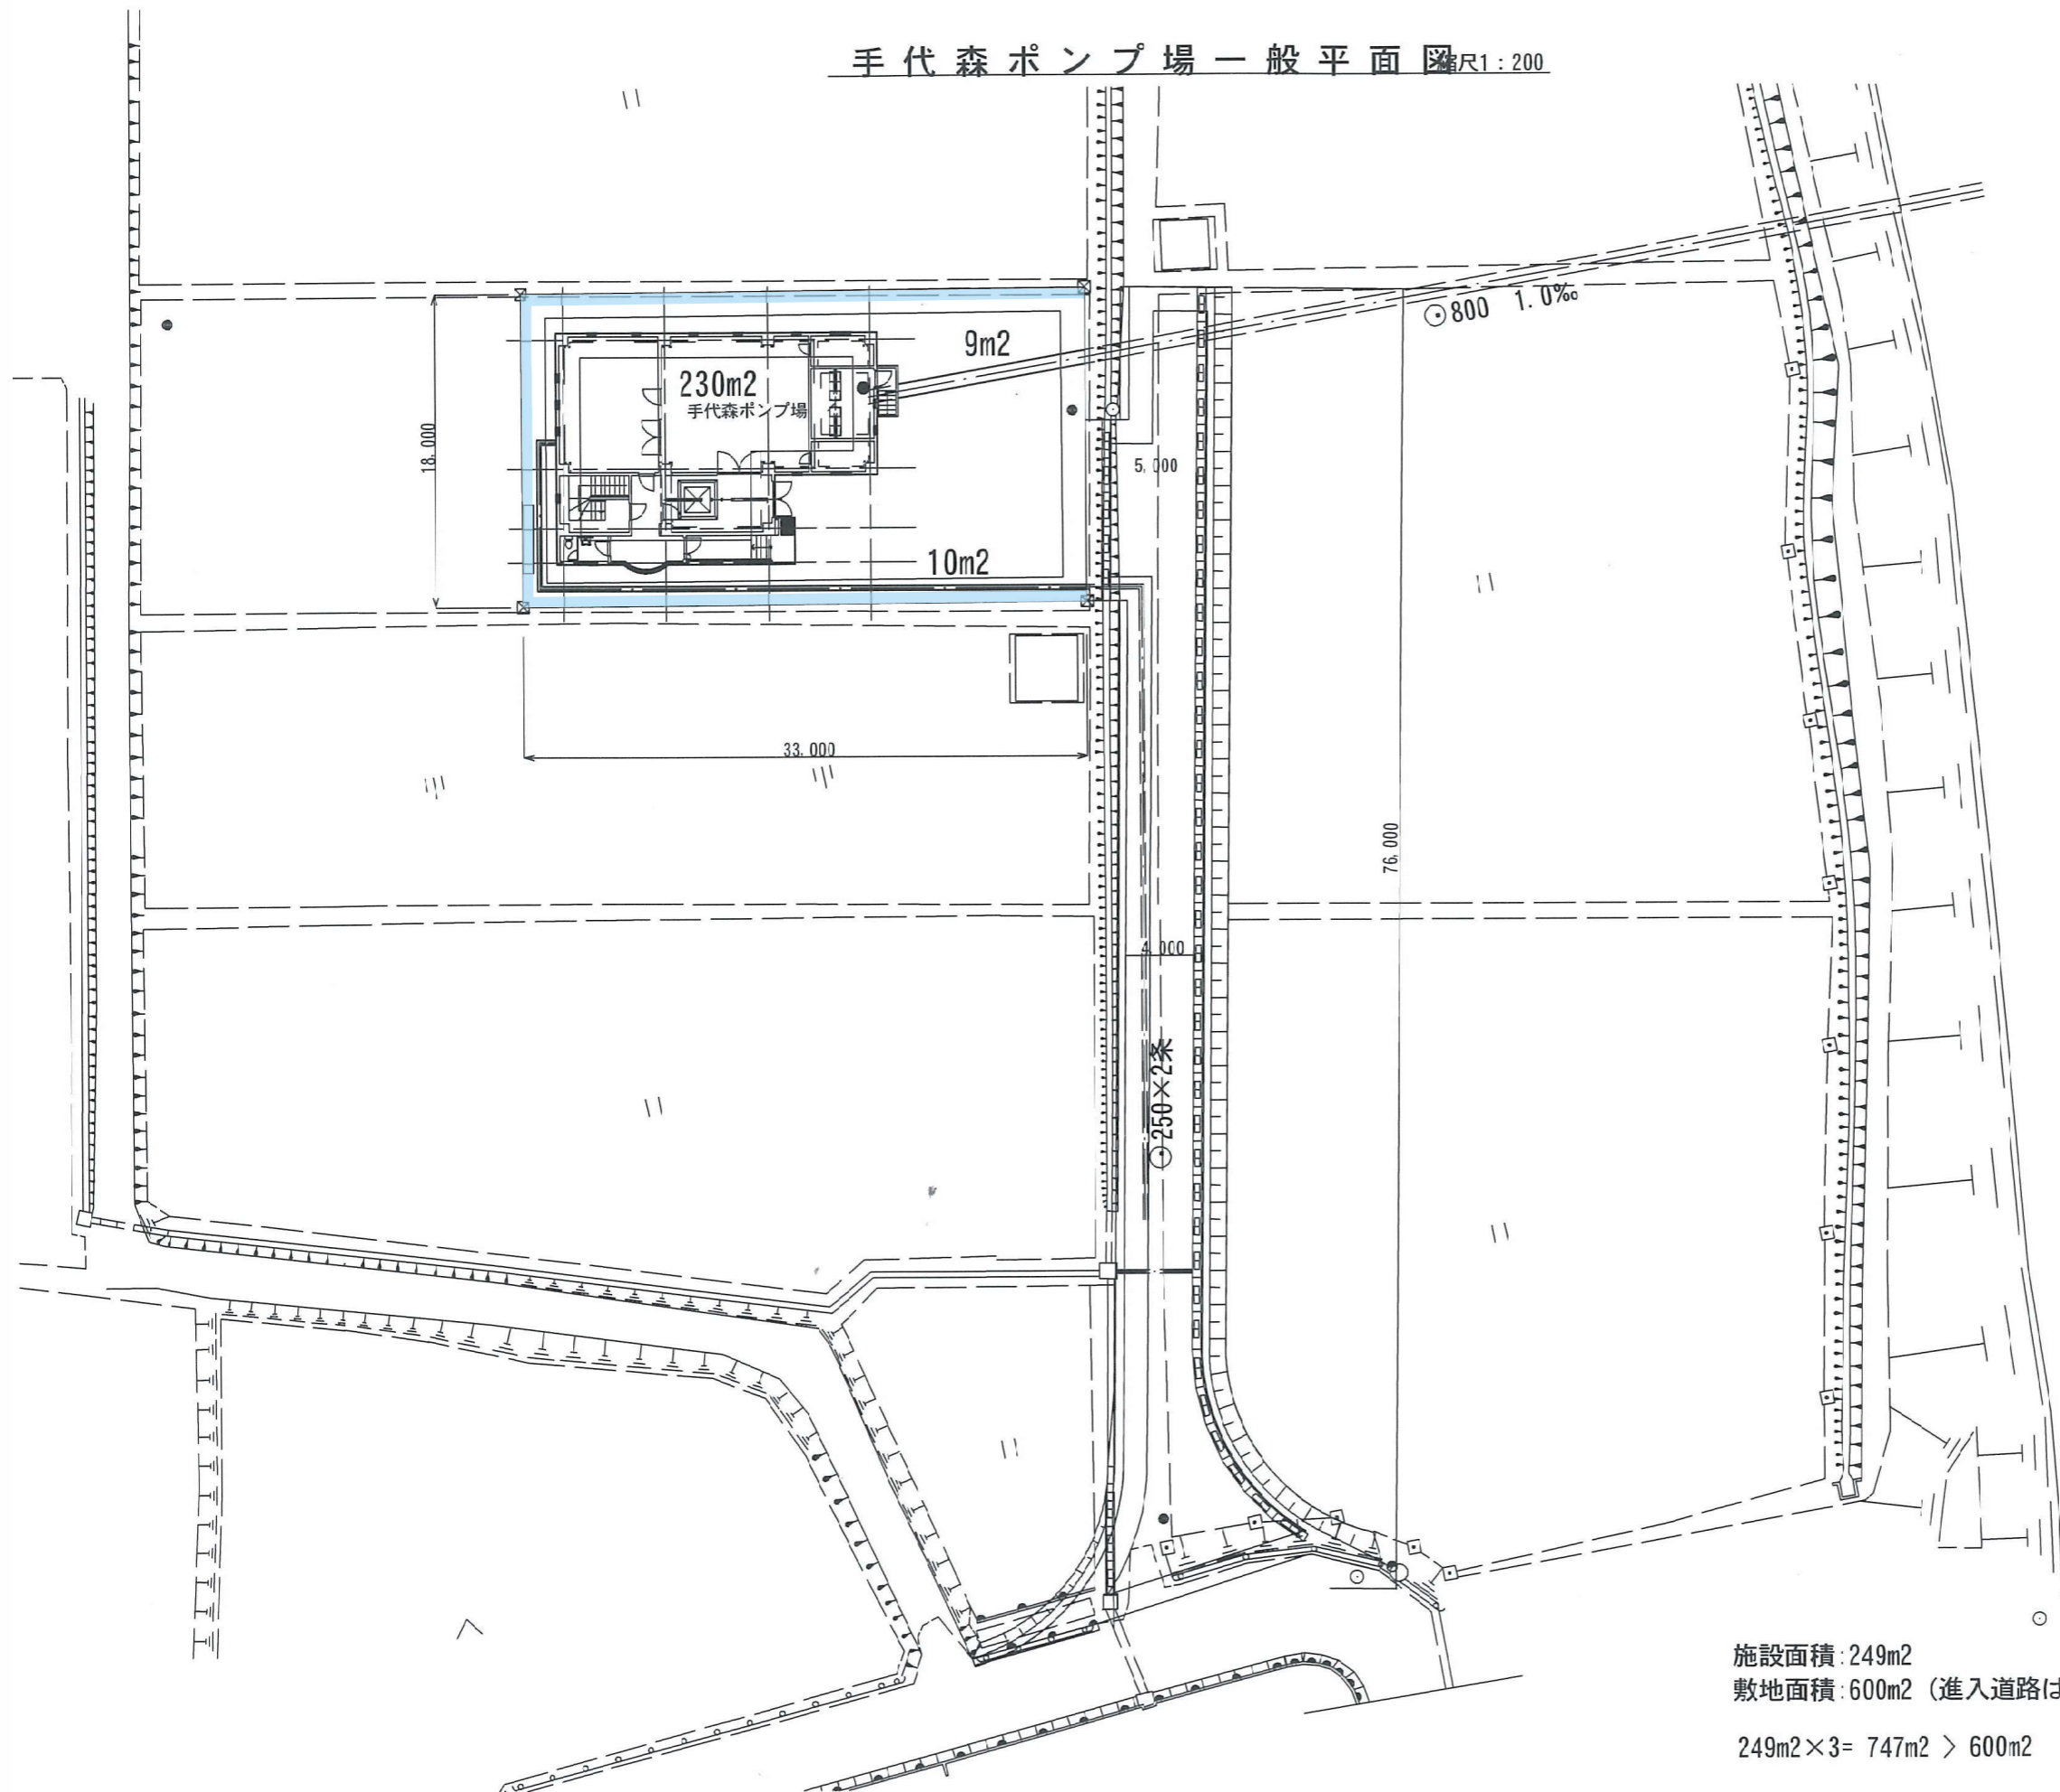 手代森ポンプ場一般平面図 縮尺1:200
800 1.0‰
9m2
230m2
手代森ポンプ場
18,000
5,000
10m2
33,000
76,000
4,000
250×2条
施設面積:249m2
敷地面積:600m2 (進入道路は
249m2×3= 747m2 > 600m2